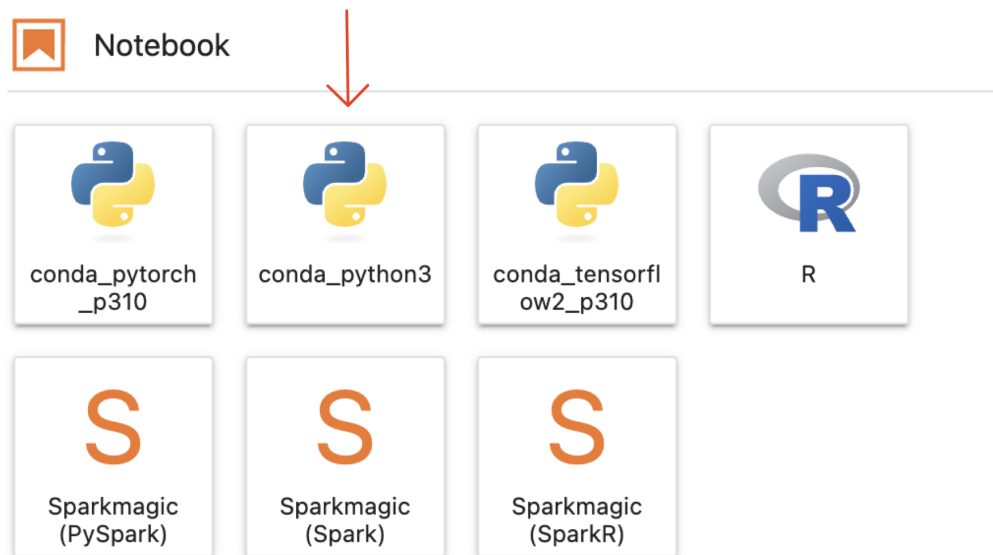 Notebook
conda_pytorch
_p310
conda_python3
conda_tensorfl
ow2_p310
R
R
Sparkmagic
(PySpark)
Sparkmagic
(Spark)
Sparkmagic
(SparkR)
S
S
S